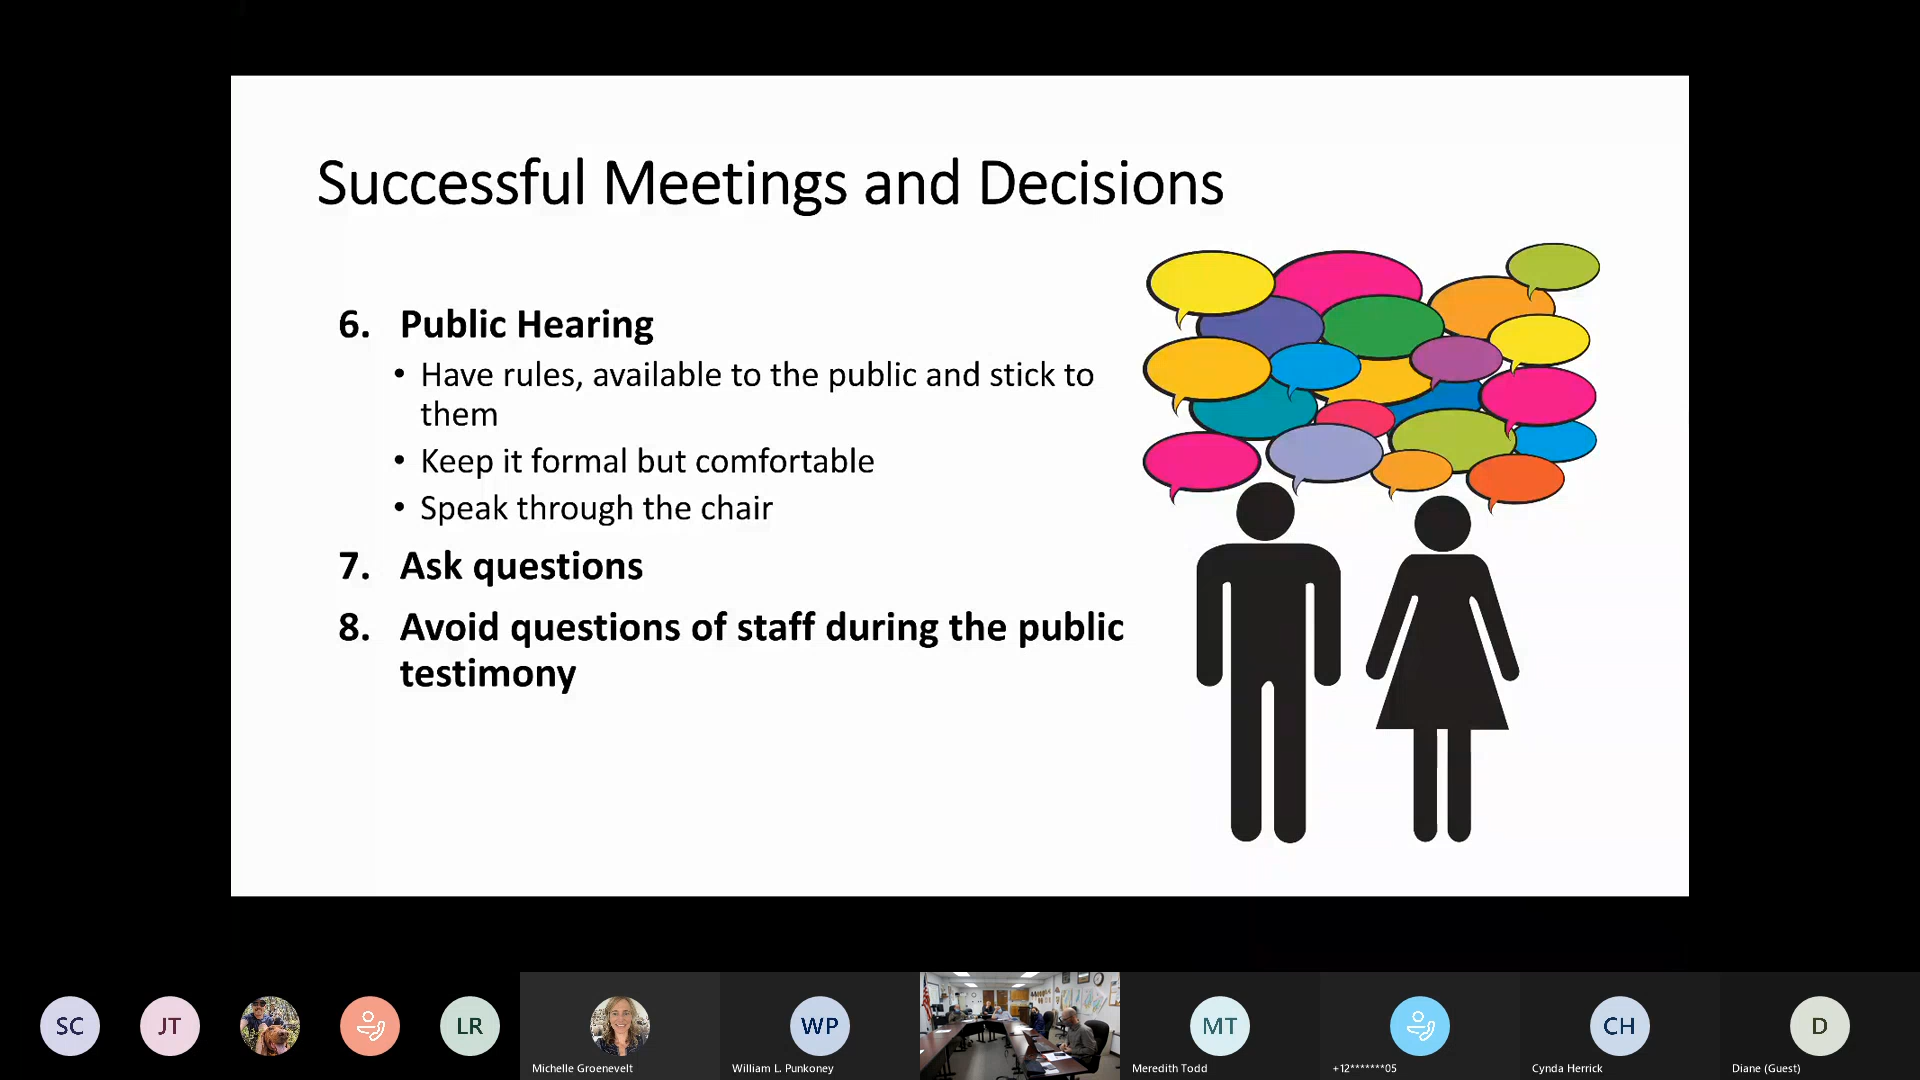 Successful Meetings and Decisions
6. Public Hearing
• Have rules, available to the public and stick to
them
• Keep it formal but comfortable
• Speak through the chair
7. Ask questions
8. Avoid questions of staff during the public
testimony
SC
JT
LR
Michelle Groenevelt
WP
William L. Punkoney
MT
Meredith Todd
+12*******05
CH
Cynda Herrick
D
Diane (Guest)